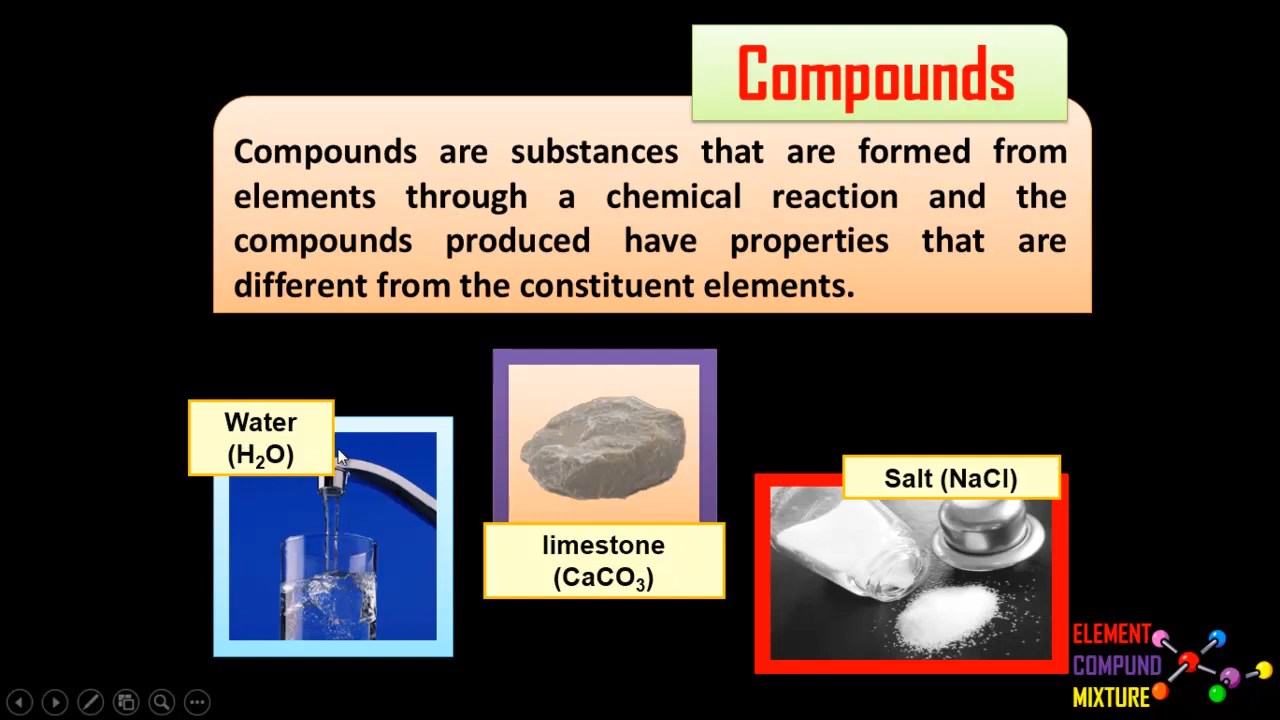 Compounds
Compounds are substances that are formed from
elements through a chemical reaction and the
compounds produced have properties that are
different from the constituent elements.
Water
(H₂O)
limestone
(CaCO₃)
Salt (NaCl)
ELEMENT
COMPUND
MIXTURE